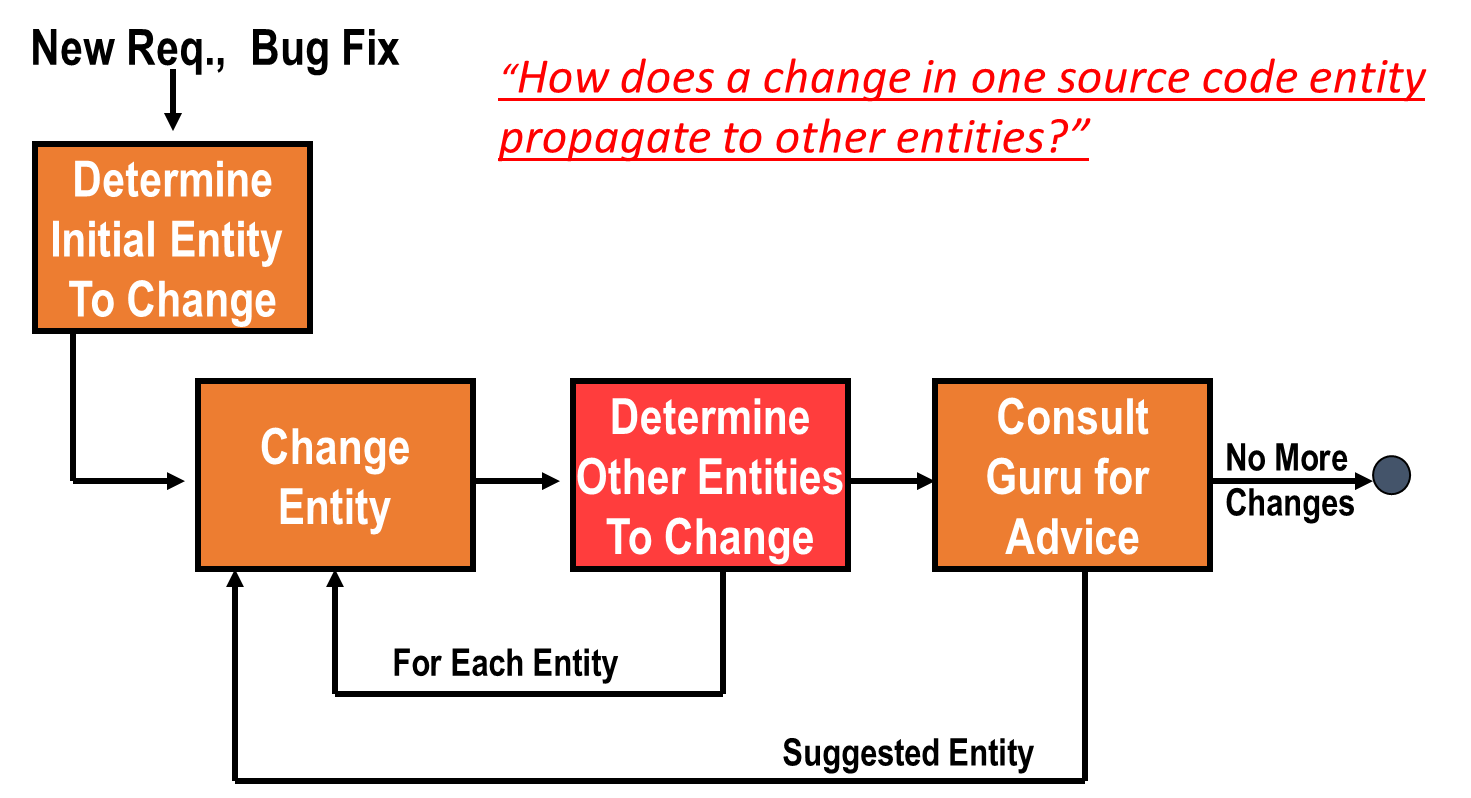 New Req.,  Bug Fix
“How does a change in one source code entity
propagate to other entities?”
Determine
Initial Entity
To Change
Change
Entity
Determine
Other Entities
To Change
Consult
Guru for
Advice
No More
Changes
For Each Entity
Suggested Entity